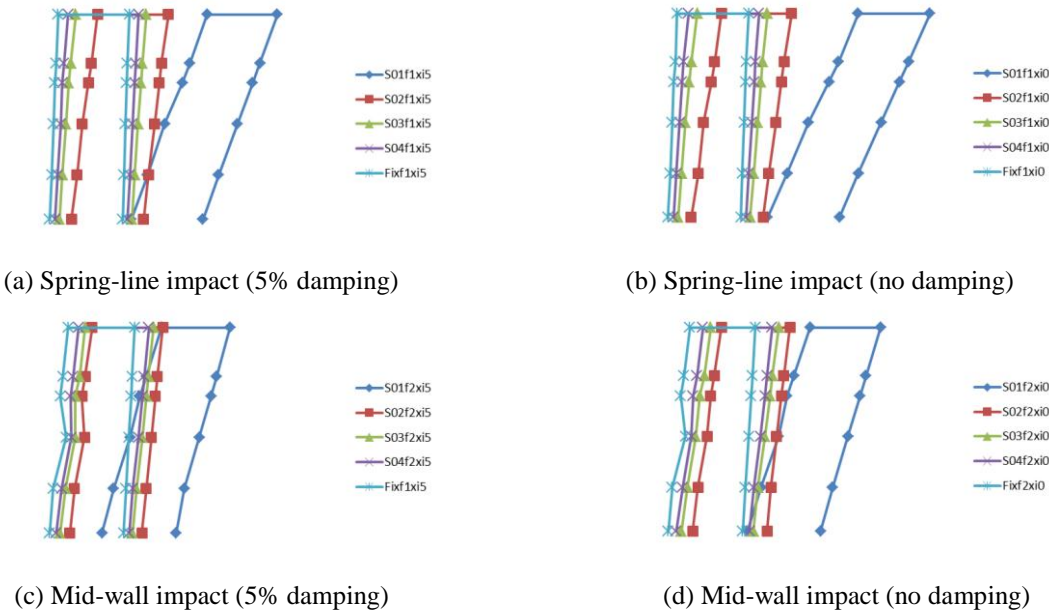 S01f1xi5
S02f1xi5
S03f1xi5
S04f1xi5
Fixf1xi5
S01f1xi0
S02f1xi0
S03f1xi0
S04f1xi0
Fixf1xi0
(a) Spring-line impact (5% damping)
(b) Spring-line impact (no damping)
S01f2xi5
S02f2xi5
S03f2xi5
S04f2xi5
Fixf1xi5
S01f2xi0
S02f2xi0
S03f2xi0
S04f2xi0
Fixf2xi0
(c) Mid-wall impact (5% damping)
(d) Mid-wall impact (no damping)